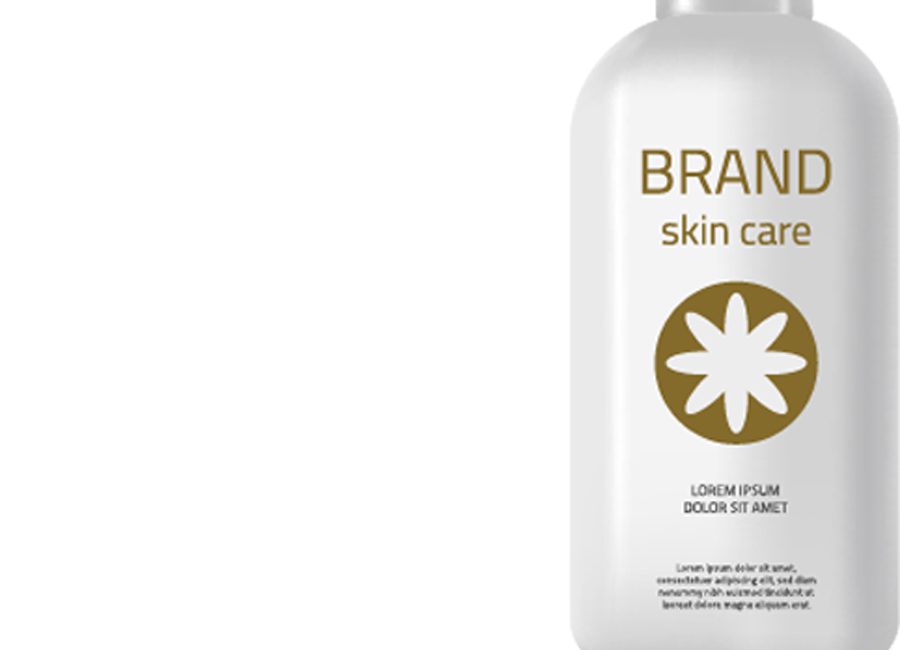 BRAND
skin care
LOREM IPSUM
DOLOR SIT AMET
Lorem ipsum dolor sit amet,
consectetuer adipiscing elit, sed diam
nonummy nibh euismod tincidunt ut
laoreet dolore magna aliquam erat.